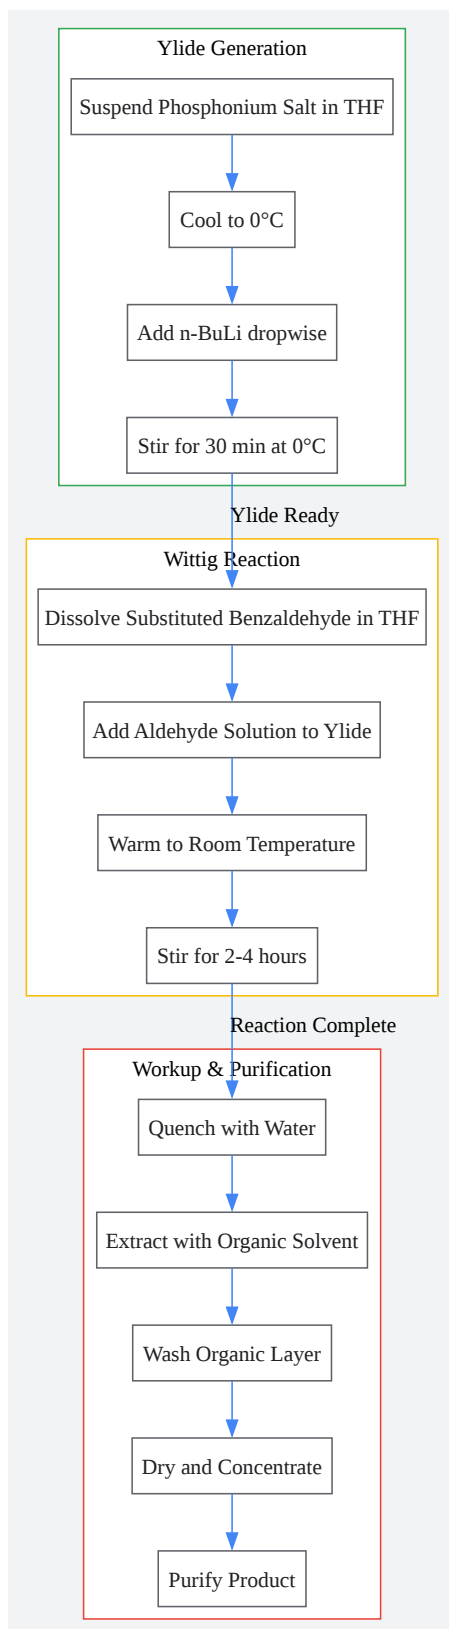 Ylide Generation
Suspend Phosphonium Salt in THF
Cool to 0°C
Add n-BuLi dropwise
Stir for 30 min at 0°C
Ylide Ready
Wittig Reaction
Dissolve Substituted Benzaldehyde in THF
Add Aldehyde Solution to Ylide
Warm to Room Temperature
Stir for 2-4 hours
Reaction Complete
Workup & Purification
Quench with Water
Extract with Organic Solvent
Wash Organic Layer
Dry and Concentrate
Purify Product